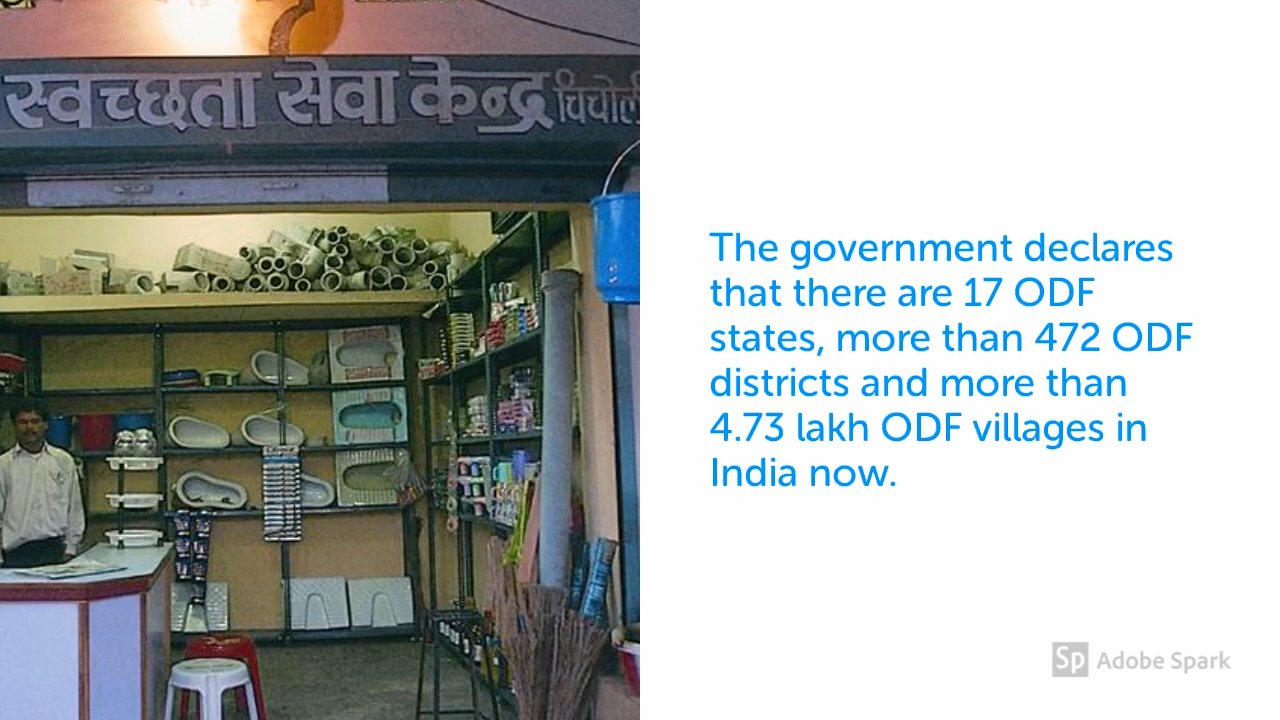 स्वच्छता सेवा केन्द्र चिचोली
The government declares
that there are 17 ODF
states, more than 472 ODF
districts and more than
4.73 lakh ODF villages in
India now.
Sp Adobe Spark